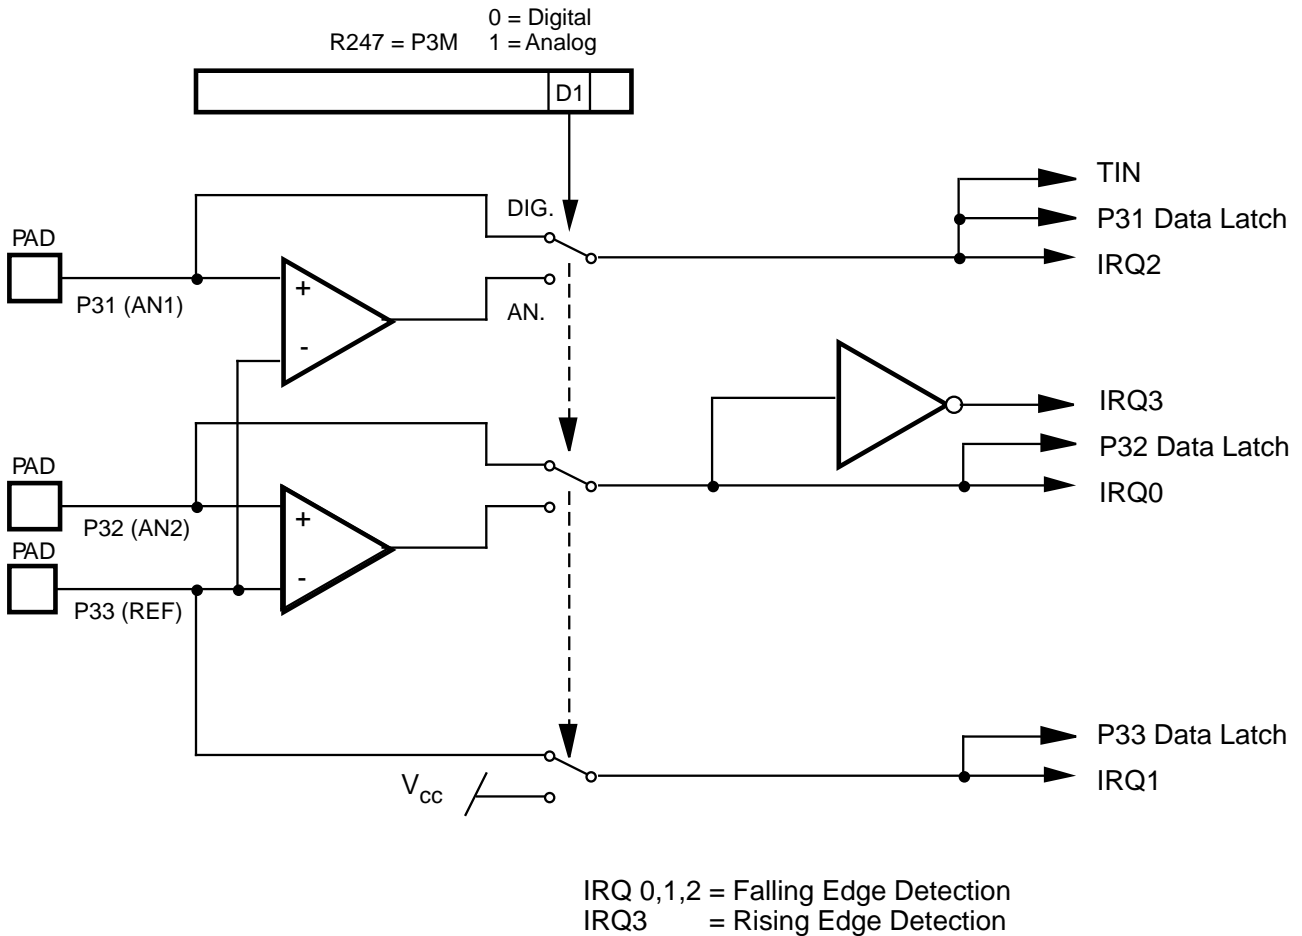 0 = Digital
R247 = P3M 1 = Analog
D1
TIN
DIG.
P31 Data Latch
PAD
IRQ2
+
P31 (AN1)
AN.
-
IRQ3
P32 Data Latch
PAD
IRQ0
+
P32 (AN2)
PAD
-
P33 (REF)
P33 Data Latch
VCC
IRQ1
IRQ 0,1,2 = Falling Edge Detection
IRQ3 = Rising Edge Detection